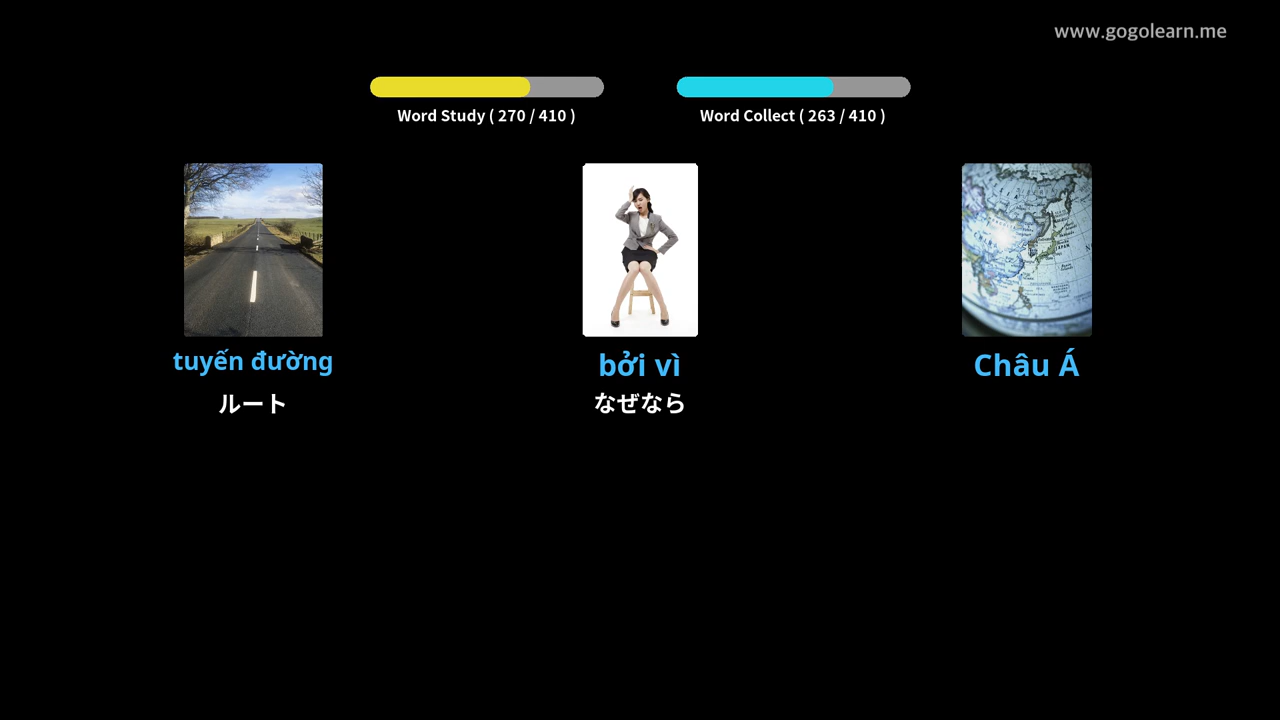 www.gogolearn.me
Word Study ( 270 / 410 )
Word Collect ( 263 / 410 )
tuyến đường
ルート
bởi vì
なぜなら
Châu Á
JAPAN